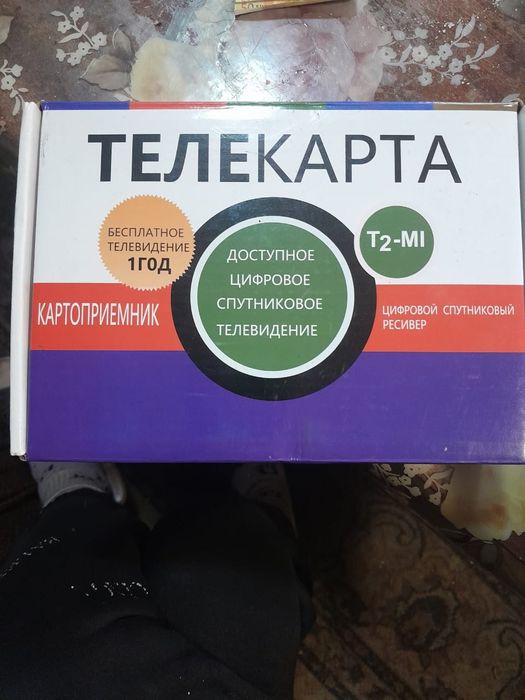 ТЕЛЕКАРТА
БЕСПЛАТНОЕ
ТЕЛЕВИДЕНИЕ
1ГОД
ДОСТУПНОЕ
ЦИФРОВОЕ
СПУТНИКОВОЕ
ТЕЛЕВИДЕНИЕ
T2-MI
КАРТОПРИЕМНИК
ЦИФРОВОЙ СПУТНИКОВЫЙ
РЕСИВЕР